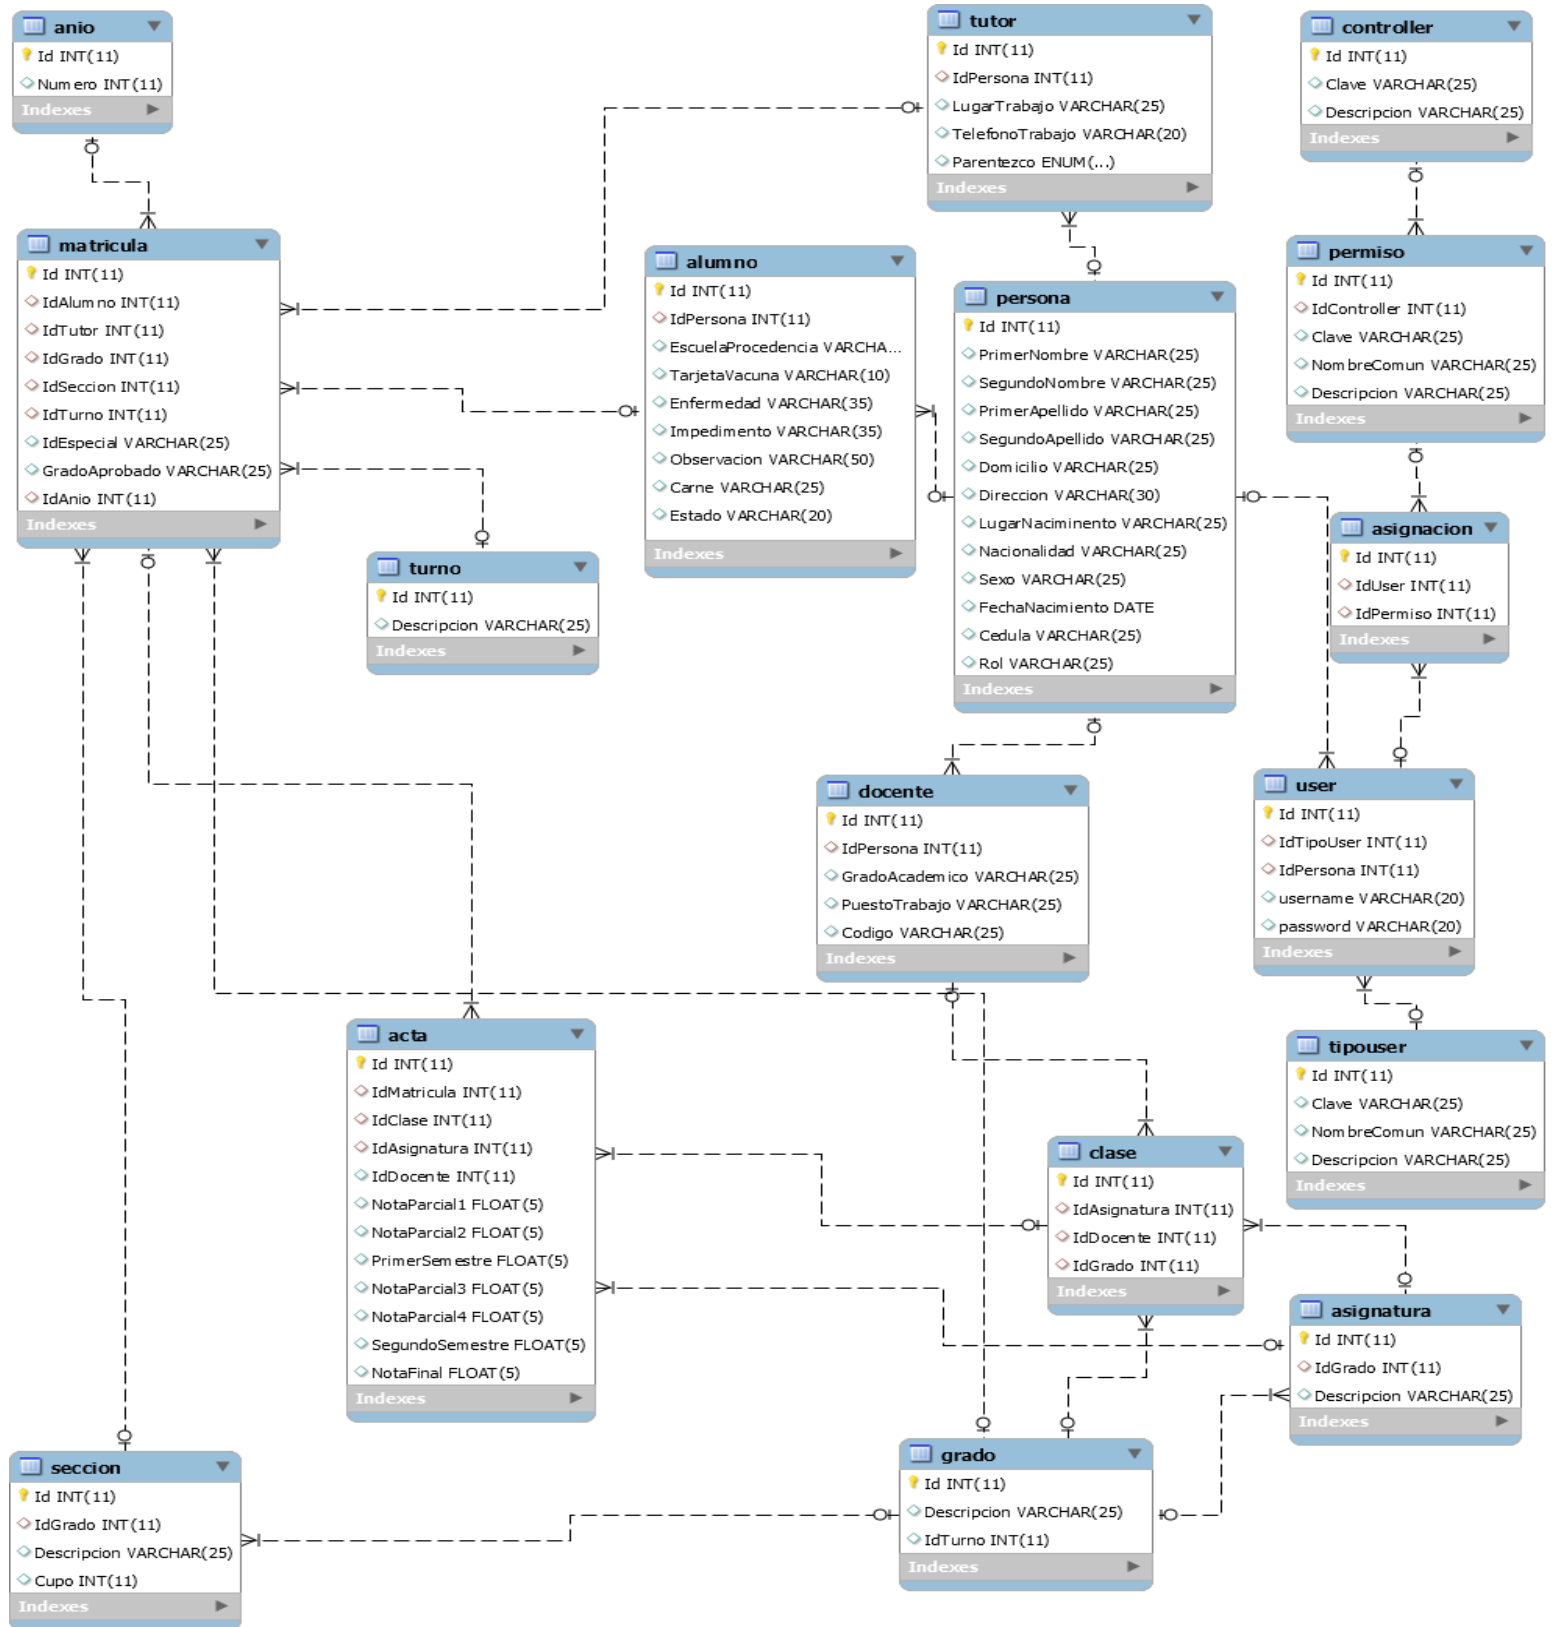 anio
Id INT(11)
Numero INT(11)
Indexes
tutor
Id INT(11)
IdPersona INT(11)
LugarTrabajo VARCHAR(25)
TelefonoTrabajo VARCHAR(20)
Parentezco ENUM(...)
Indexes
controller
Id INT(11)
Clave VARCHAR(25)
Descripcion VARCHAR(25)
Indexes
matricula
Id INT(11)
IdAlumno INT(11)
IdTutor INT(11)
IdGrado INT(11)
IdSeccion INT(11)
IdTurno INT(11)
IdEspecial VARCHAR(25)
GradoAprobado VARCHAR(25)
IdAnio INT(11)
Indexes
alumno
Id INT(11)
IdPersona INT(11)
EscuelaProcedencia VARCHA...
TarjetaVacuna VARCHAR(10)
Enfermedad VARCHAR(35)
Impedimento VARCHAR(35)
Observacion VARCHAR(50)
Carne VARCHAR(25)
Estado VARCHAR(20)
Indexes
persona
Id INT(11)
PrimerNombre VARCHAR(25)
SegundoNombre VARCHAR(25)
PrimerApellido VARCHAR(25)
SegundoApellido VARCHAR(25)
Domicilio VARCHAR(25)
Direccion VARCHAR(30)
LugarNaciminento VARCHAR(25)
Nacionalidad VARCHAR(25)
Sexo VARCHAR(25)
FechaNacimiento DATE
Cedula VARCHAR(25)
Rol VARCHAR(25)
Indexes
permiso
Id INT(11)
IdController INT(11)
Clave VARCHAR(25)
NombreComun VARCHAR(25)
Descripcion VARCHAR(25)
Indexes
asignacion
Id INT(11)
IdUser INT(11)
IdPermiso INT(11)
Indexes
turno
Id INT(11)
Descripcion VARCHAR(25)
Indexes
docente
Id INT(11)
IdPersona INT(11)
GradoAcademico VARCHAR(25)
PuestoTrabajo VARCHAR(25)
Codigo VARCHAR(25)
Indexes
user
Id INT(11)
IdTipoUser INT(11)
IdPersona INT(11)
username VARCHAR(20)
password VARCHAR(20)
Indexes
acta
Id INT(11)
IdMatricula INT(11)
IdClase INT(11)
IdAsignatura INT(11)
IdDocente INT(11)
NotaParcial1 FLOAT(5)
NotaParcial2 FLOAT(5)
PrimerSemestre FLOAT(5)
NotaParcial3 FLOAT(5)
NotaParcial4 FLOAT(5)
SegundoSemestre FLOAT(5)
NotaFinal FLOAT(5)
Indexes
tipouser
Id INT(11)
Clave VARCHAR(25)
NombreComun VARCHAR(25)
Descripcion VARCHAR(25)
Indexes
clase
Id INT(11)
IdAsignatura INT(11)
IdDocente INT(11)
IdGrado INT(11)
Indexes
asignatura
Id INT(11)
IdGrado INT(11)
Descripcion VARCHAR(25)
Indexes
seccion
Id INT(11)
IdGrado INT(11)
Descripcion VARCHAR(25)
Cupo INT(11)
Indexes
grado
Id INT(11)
Descripcion VARCHAR(25)
IdTurno INT(11)
Indexes